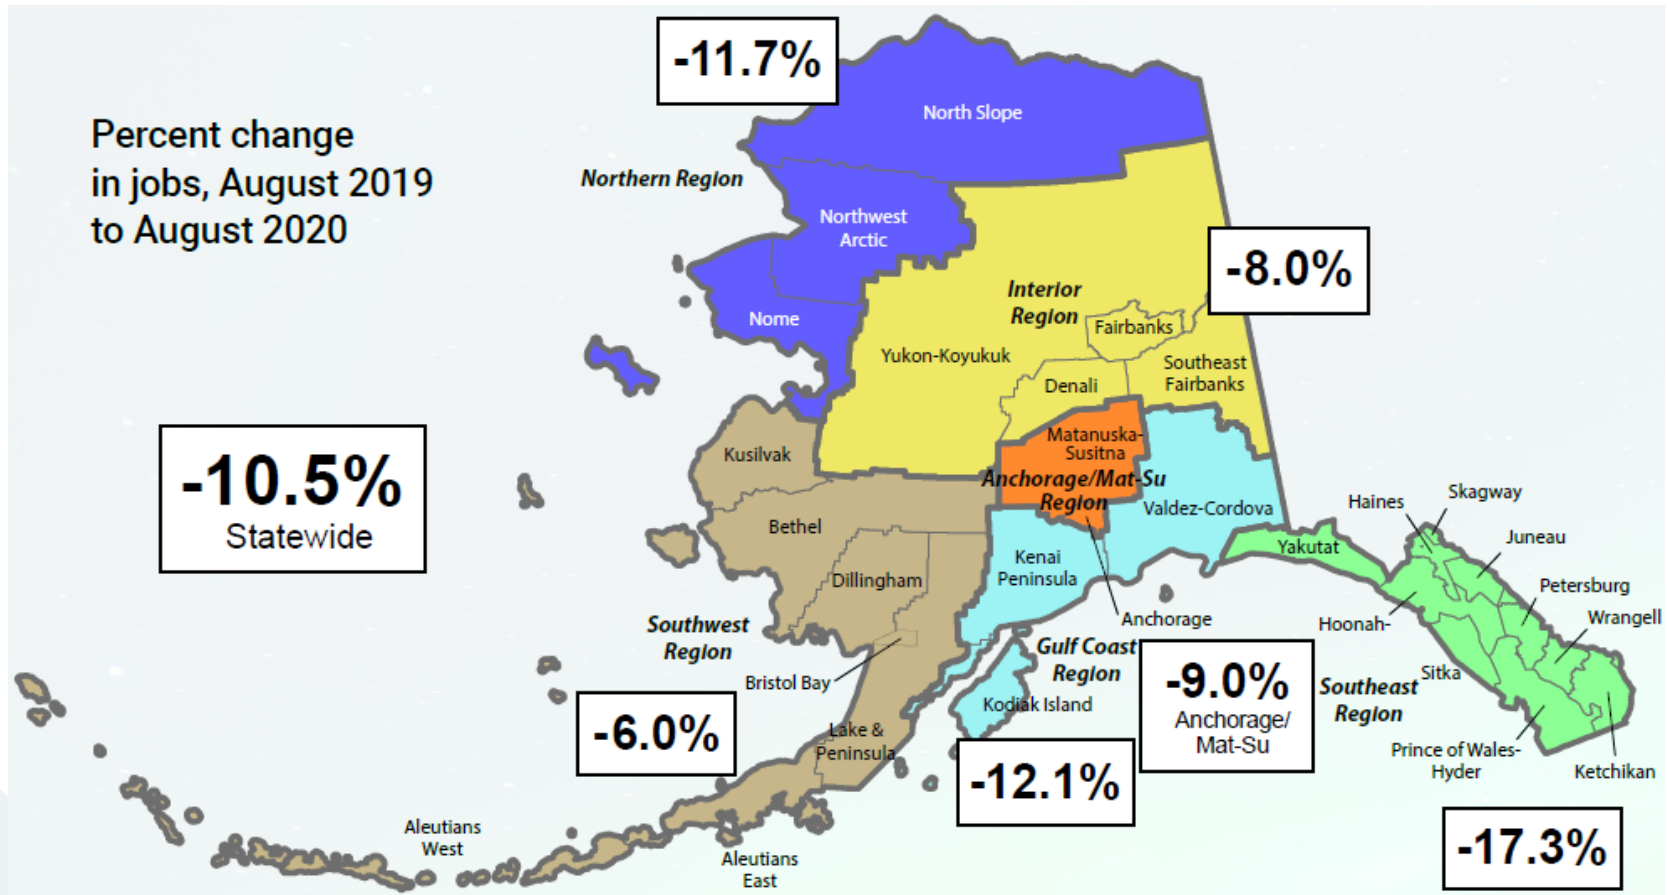 -11.7%
Percent change
in jobs, August 2019
to August 2020
North Slope
Northern Region
Northwest
Arctic
Nome
-8.0%
Interior
Region
Fairbanks
Yukon-Koyukuk
Southeast
Fairbanks
Denali
Matanuska-
Susitna
Anchorage/Mat-Su
Region
Valdez-Cordova
Kusilvak
-10.5%
Statewide
Bethel
Dillingham
Kenai
Peninsula
Yakutat
Haines
Skagway
Juneau
Petersburg
Wrangell
Hoonah-
Sitka
Anchorage
Southwest
Region
Bristol Bay
Gulf Coast
Region
Kodiak Island
-9.0%
Anchorage/
Mat-Su
Southeast
Region
Prince of Wales-
Hyder
Ketchikan
-6.0%
Lake &
Peninsula
-12.1%
-17.3%
Aleutians
West
Aleutians
East